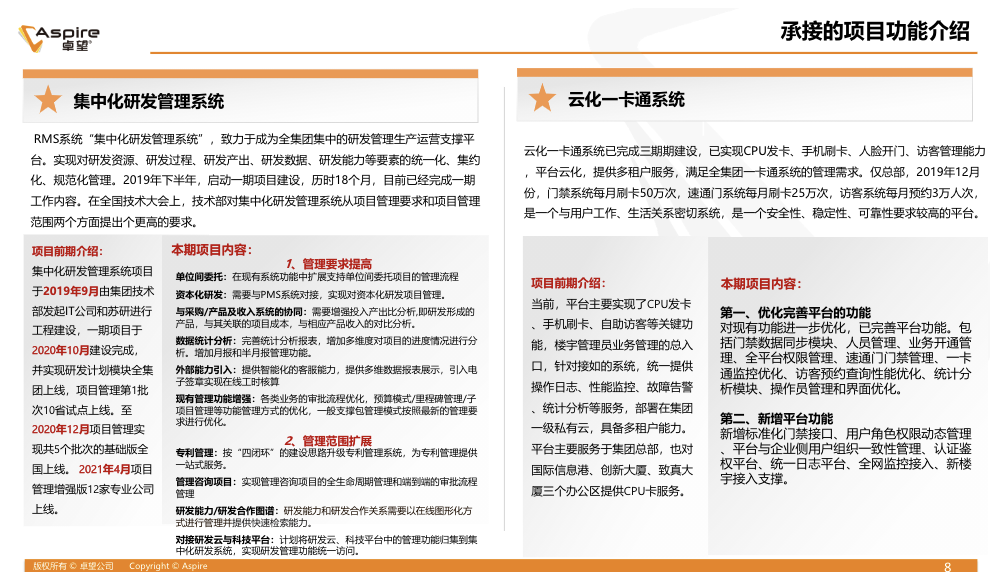 Aspire
卓望
承接的项目功能介绍
集中化研发管理系统
RMS系统“集中化研发管理系统”，致力于成为全集团集中的研发管理生产运营支撑平
台。实现对研发资源、研发过程、研发产出、研发数据、研发能力等要素的统一化、集约
化、规范化管理。2019年下半年，启动一期项目建设，历时18个月，目前已经完成一期
工作内容。在全国技术大会上，技术部对集中化研发管理系统从项目管理要求和项目管理
范围两个方面提出个更高的要求。
项目前期介绍：
集中化研发管理系统项目
于2019年9月由集团技术
部发起IT公司和苏研进行
工程建设，一期项目于
2020年10月建设完成，
并实现研发计划模块全集
团上线，项目管理第1批
次10省试点上线。至
2020年12月项目管理实
现共5个批次的基础版全
国上线。 2021年4月项目
管理增强版12家专业公司
上线。
本期项目内容：
1、管理要求提高
单位间委托：在现有系统功能中扩展支持单位间委托项目的管理流程
资本化研发：需要与PMS系统对接，实现对资本化研发项目管理。
与采购/产品及收入系统的协同：需要增强投入产出比分析,即研发形成的
产品，与其关联的项目成本，与相应产品收入的对比分析。
数据统计分析：完善统计分析报表，增加多维度对项目的进度情况进行分
析。增加月报和半月报管理功能。
外部能力引入：提供智能化的客服能力，提供多维数据报表展示，引入电
子签章实现在线工时核算
现有管理功能增强：各类业务的审批流程优化，预算模式/里程碑管理/子
项目管理等功能管理方式的优化，一般支撑包管理模式按照最新的管理要
求进行优化。
2、管理范围扩展
专利管理：按“四闭环”的建设思路升级专利管理系统，为专利管理提供
一站式服务。
管理咨询项目：实现管理咨询项目的全生命周期管理和端到端的审批流程
管理
研发能力/研发合作图谱：研发能力和研发合作关系需要以在线图形化方
式进行管理并提供快速检索能力。
对接研发云与科技平台：计划将研发云、科技平台中的管理功能归集到集
中化研发系统，实现研发管理功能统一访问。
云化一卡通系统
云化一卡通系统已完成三期期建设，已实现CPU发卡、手机刷卡、人脸开门、访客管理能力
，平台云化，提供多租户服务，满足全集团一卡通系统的管理需求。仅总部，2019年12月
份，门禁系统每月刷卡50万次，速通门系统每月刷卡25万次，访客系统每月预约3万人次，
是一个与用户工作、生活关系密切系统，是一个安全性、稳定性、可靠性要求较高的平台。
项目前期介绍：
当前，平台主要实现了CPU发卡
、手机刷卡、自助访客等关键功
能，楼宇管理员业务管理的总入
口，针对接如的系统，统一提供
操作日志、性能监控、故障告警
、统计分析等服务，部署在集团
一级私有云，具备多租户能力。
平台主要服务于集团总部，也对
国际信息港、创新大厦、致真大
厦三个办公区提供CPU卡服务。
本期项目内容：
第一、优化完善平台的功能
对现有功能进一步优化，已完善平台功能。包
括门禁数据同步模块、人员管理、业务开通管
理、全平台权限管理、速通门门禁管理、一卡
通监控优化、访客预约查询性能优化、统计分
析模块、操作员管理和界面优化。
第二、新增平台功能
新增标准化门禁接口、用户角色权限动态管理
、平台与企业侧用户组织一致性管理、认证鉴
权平台、统一日志平台、全网监控接入、新楼
宇接入支撑。
版权所有 © 卓望公司 Copyright © Aspire
8